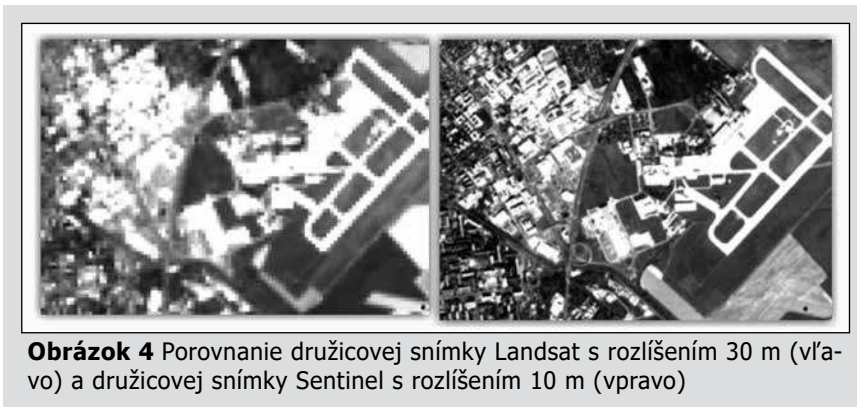 Obrázok 4 Porovnanie družicovej snímky Landsat s rozlíšením 30 m (vľa-
vo) a družicovej snímky Sentinel s rozlíšením 10 m (vpravo)